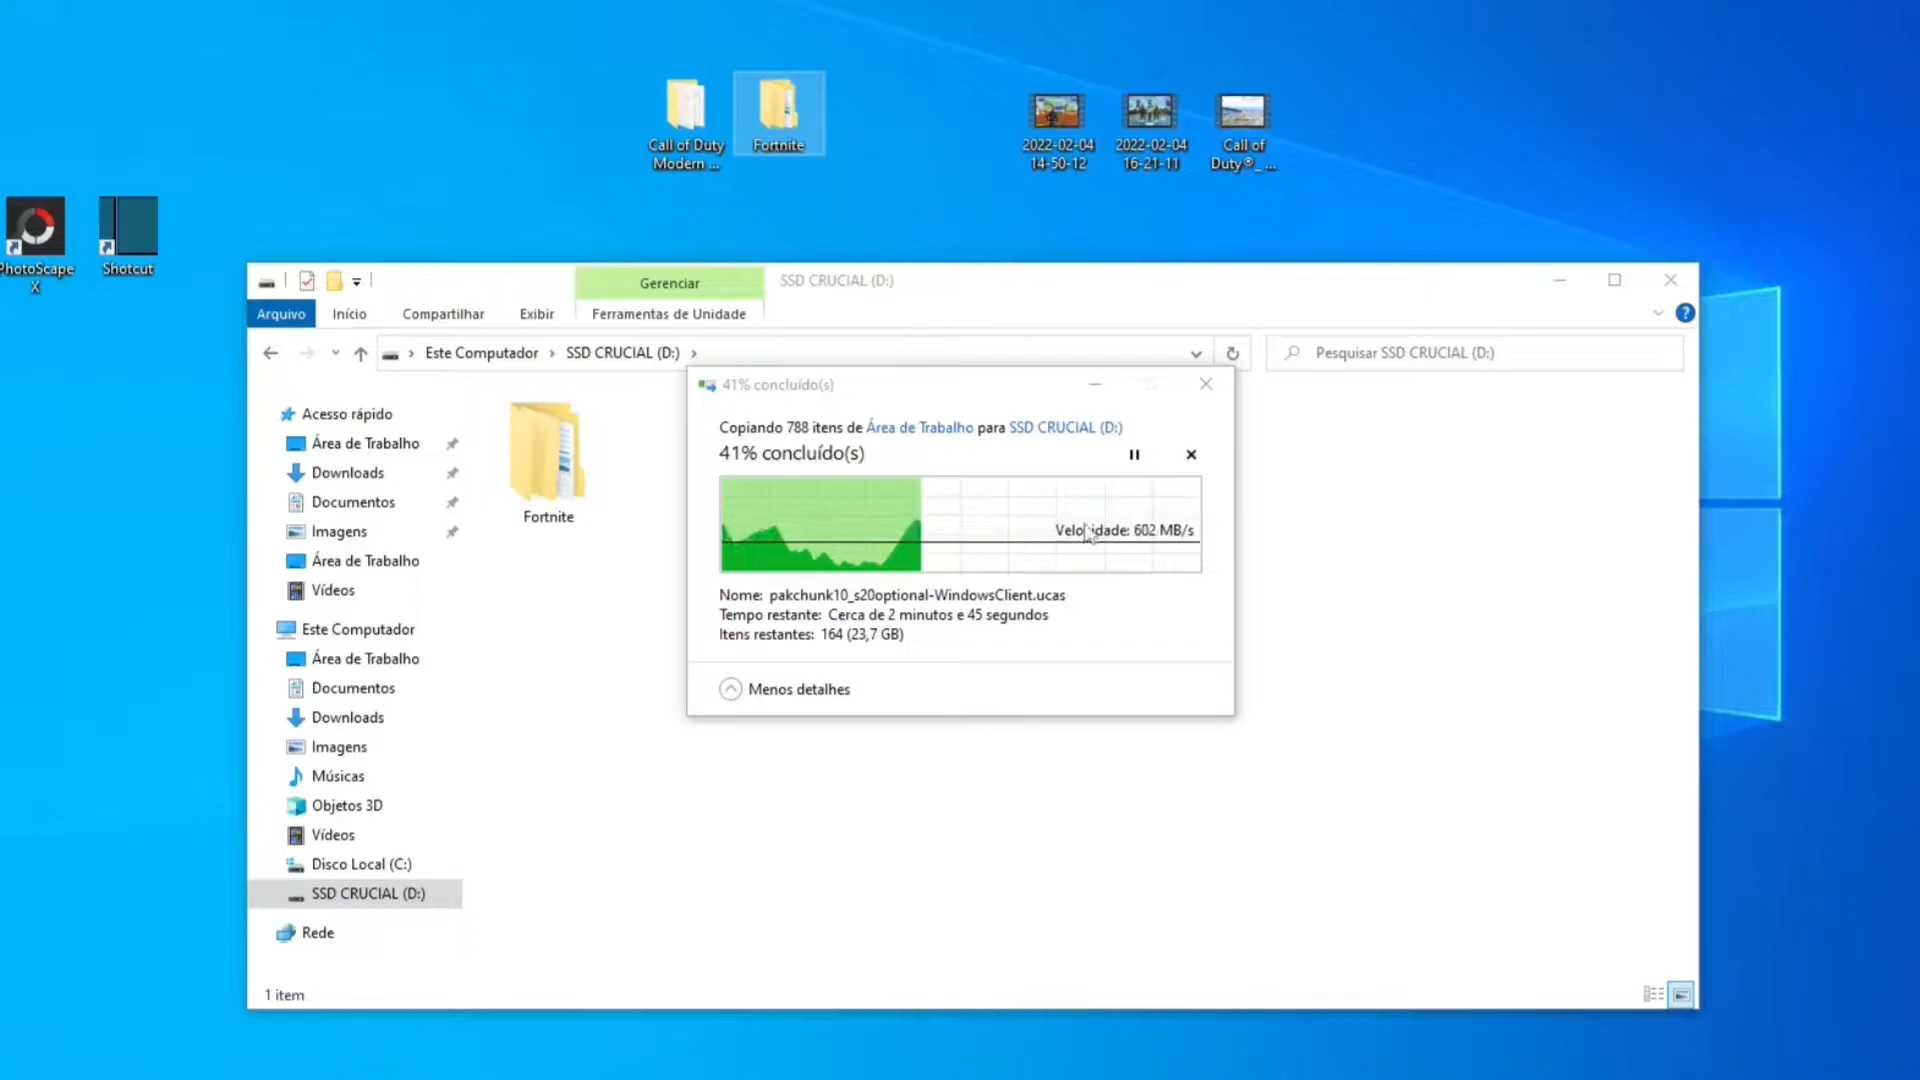 Call of Duty
Modern ...
Fortnite
2022-02-04
14-50-12
2022-02-04
16-21-11
Call of
Duty®_ ...
PhotoScape
X
Shotcut
Gerenciar
SSD CRUCIAL (D:)
Arquivo
Início
Compartilhar
Exibir
Ferramentas de Unidade
Este Computador
SSD CRUCIAL (D:)
Pesquisar SSD CRUCIAL (D:)
Acesso rápido
Área de Trabalho
Downloads
Documentos
Imagens
Área de Trabalho
Vídeos
Este Computador
Área de Trabalho
Documentos
Downloads
Imagens
Músicas
Objetos 3D
Vídeos
Disco Local (C:)
SSD CRUCIAL (D:)
Rede
Fortnite
41% concluído(s)
Copiando 788 itens de Área de Trabalho para SSD CRUCIAL (D:)
41% concluído(s)
Velocidade: 602 MB/s
Nome: pakchunk10_s20optional-WindowsClient.ucas
Tempo restante: Cerca de 2 minutos e 45 segundos
Itens restantes: 164 (23,7 GB)
Menos detalhes
1 item